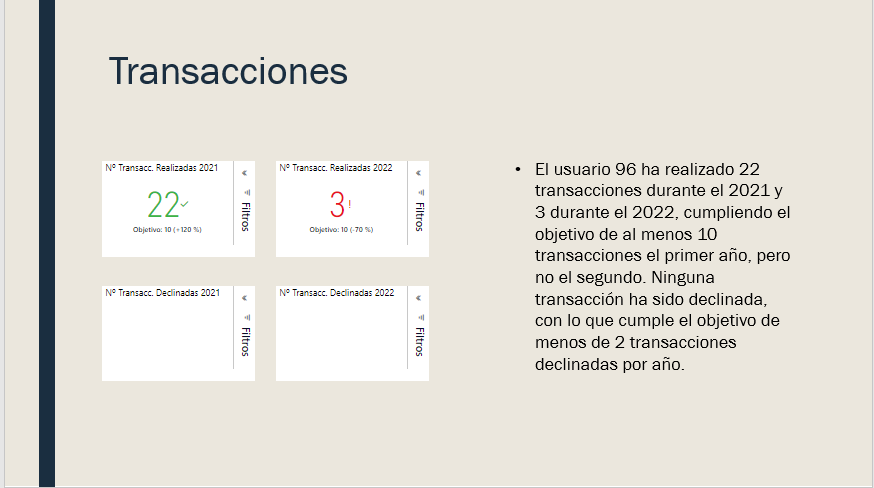 Transacciones
Nº Transacc. Realizadas 2021
22
Objetivo: 10 (+120 %)
Filtros
Nº Transacc. Realizadas 2022
3!
Objetivo: 10 (-70 %)
Filtros
Nº Transacc. Declinadas 2021
Filtros
Nº Transacc. Declinadas 2022
Filtros
• El usuario 96 ha realizado 22
transacciones durante el 2021 y
3 durante el 2022, cumpliendo el
objetivo de al menos 10
transacciones el primer año, pero
no el segundo. Ninguna
transacción ha sido declinada,
con lo que cumple el objetivo de
menos de 2 transacciones
declinadas por año.